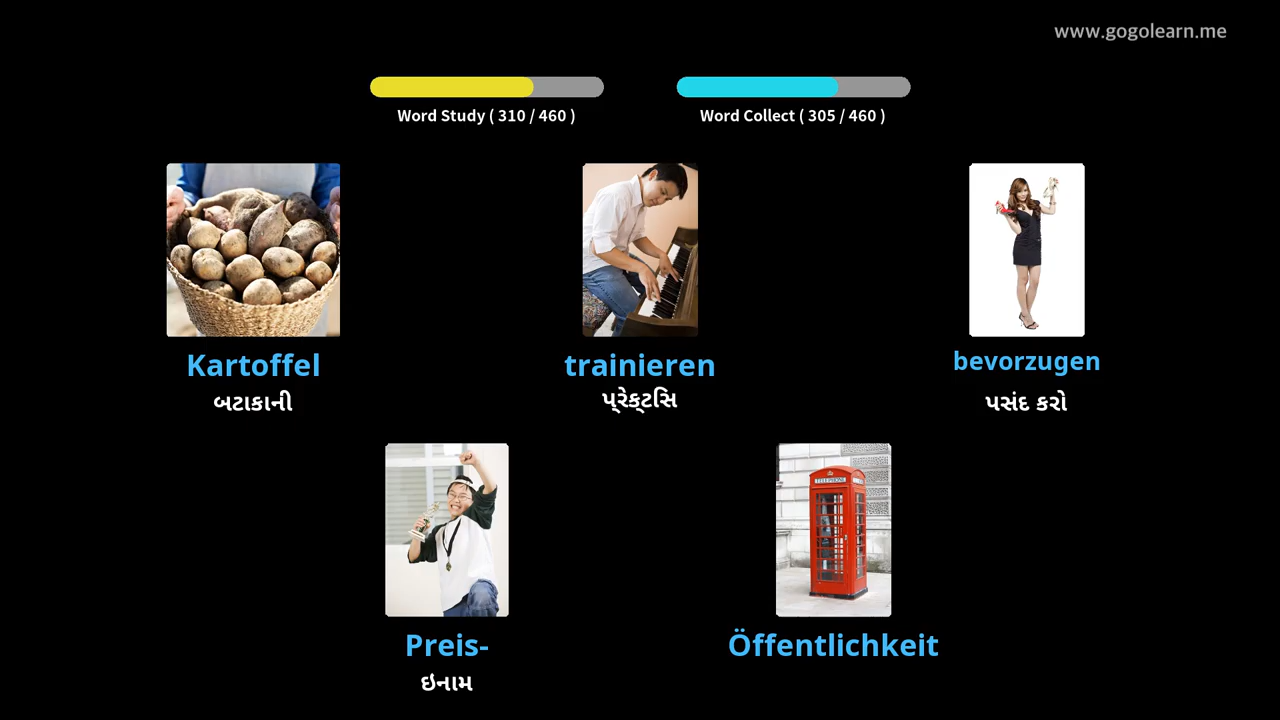 www.gogolearn.me
Word Study ( 310 / 460 )
Word Collect ( 305 / 460 )
TELEPHONE
Kartoffel
trainieren
bevorzugen
બટાકાની
પ્રેક્ટિસ
પસંદ કરો
Preis-
Öffentlichkeit
ઇનામ